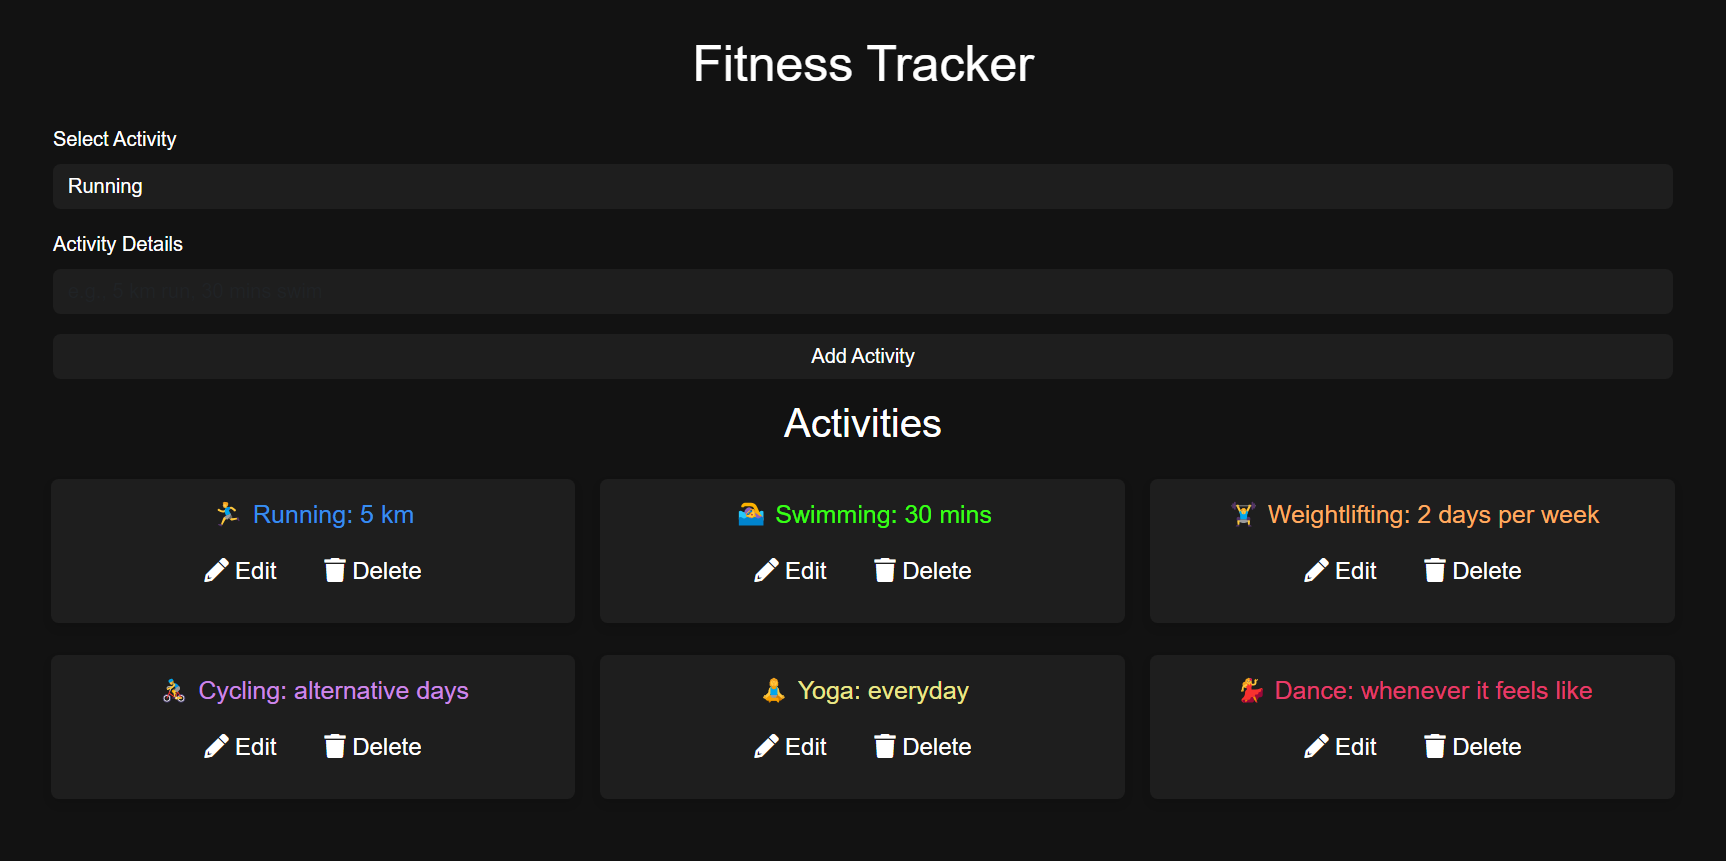 Fitness Tracker
Select Activity
Running
Activity Details
e.g., 5 km run, 30 mins swim
Add Activity
Activities
Running: 5 km
Edit Delete
Swimming: 30 mins
Edit Delete
Weightlifting: 2 days per week
Edit Delete
Cycling: alternative days
Edit Delete
Yoga: everyday
Edit Delete
Dance: whenever it feels like
Edit Delete